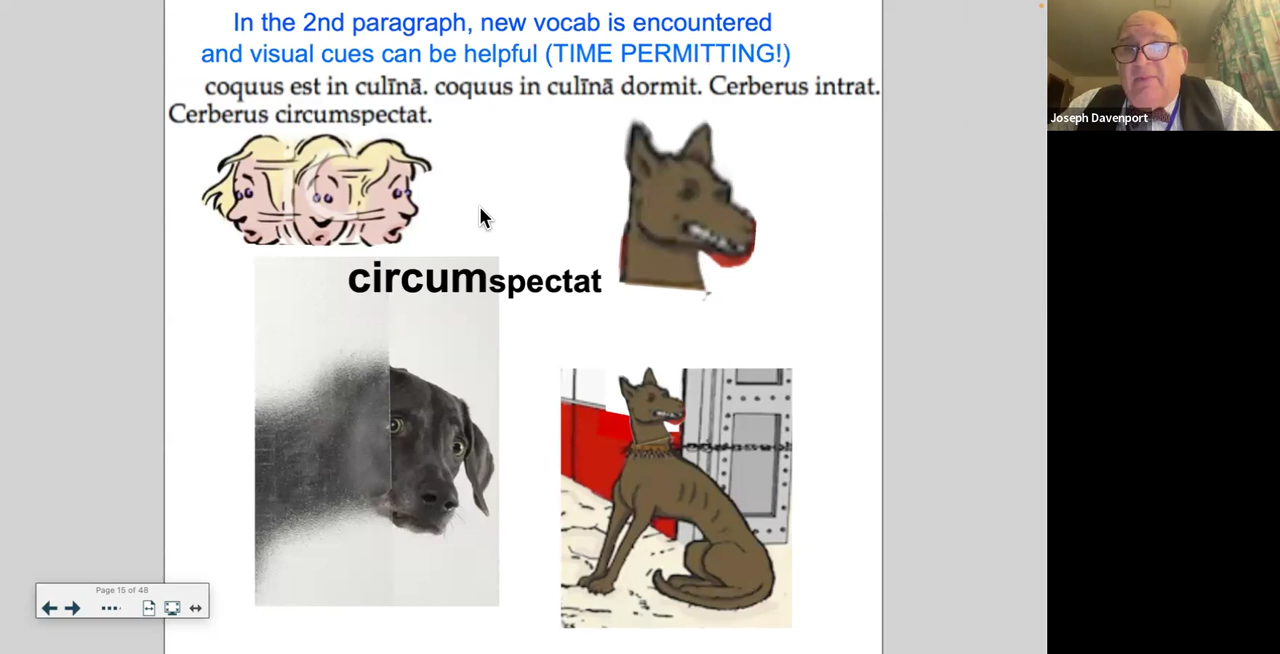 In the 2nd paragraph, new vocab is encountered
and visual cues can be helpful (TIME PERMITTING!)
coquus est in culīnā. coquus in culīnā dormit. Cerberus intrat.
Cerberus circumspectat.
circumspectat
Joseph Davenport
Page 15 of 48